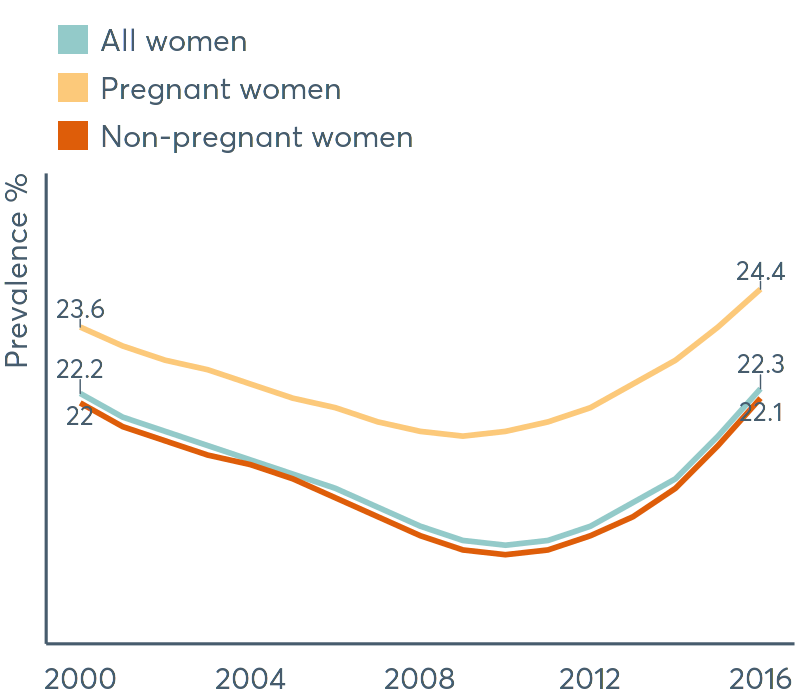 All women
Pregnant women
Non-pregnant women
Prevalence %
24.4
23.6
22.3
22.2
22
22.1
2000
2004
2008
2012
2016